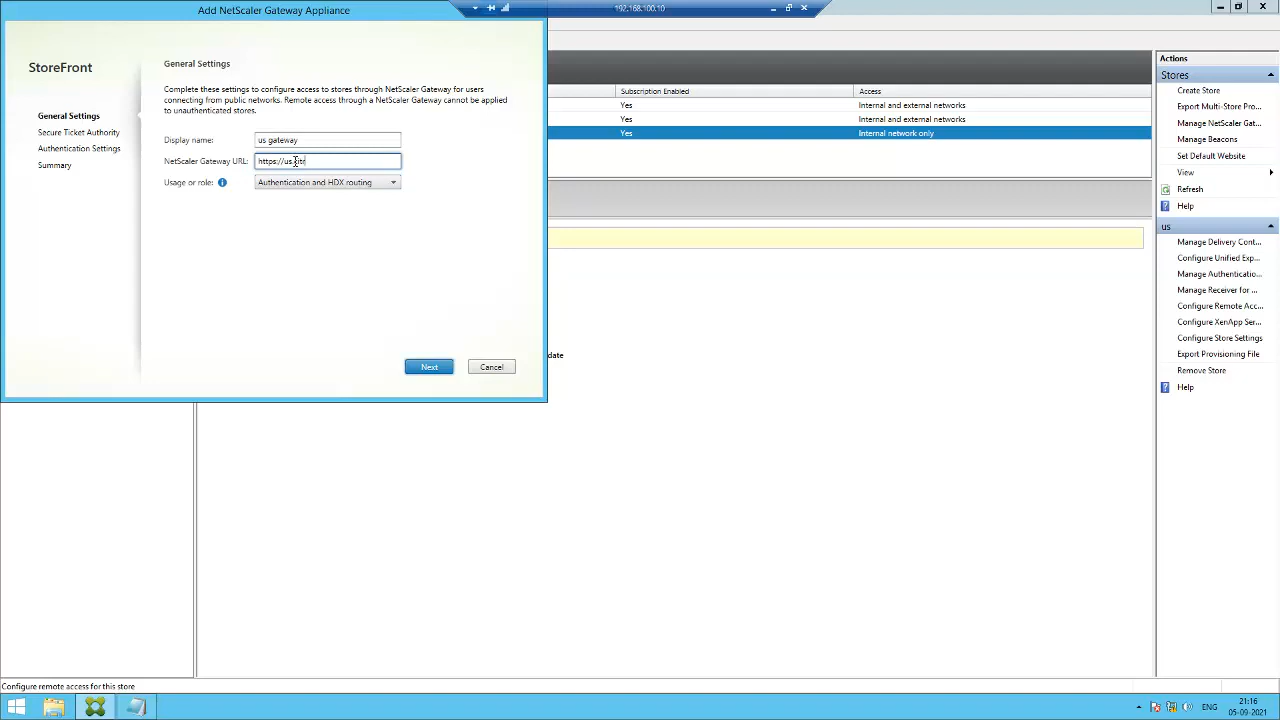 Add NetScaler Gateway Appliance
192.168.100.10
StoreFront
General Settings
Secure Ticket Authority
Authentication Settings
Summary
General Settings
Complete these settings to configure access to stores through NetScaler Gateway for users
connecting from public networks. Remote access through a NetScaler Gateway cannot be applied
to unauthenticated stores.
Display name:
us gateway
NetScaler Gateway URL:
Usage or role:
Authentication and HDX routing
Next
Cancel
Subscription Enabled
Access
Yes
Internal and external networks
Yes
Internal and external networks
Yes
Internal network only
date
Actions
Stores
Create Store
Export Multi-Store Pro...
Manage NetScaler Gat...
Manage Beacons
Set Default Website
View
Refresh
Help
us
Manage Delivery Cont...
Configure Unified Exp...
Manage Authenticatio...
Manage Receiver for ...
Configure Remote Acc...
Configure XenApp Ser...
Configure Store Settings
Export Provisioning File
Remove Store
Help
Configure remote access for this store
ENG
21:16
05-09-2021